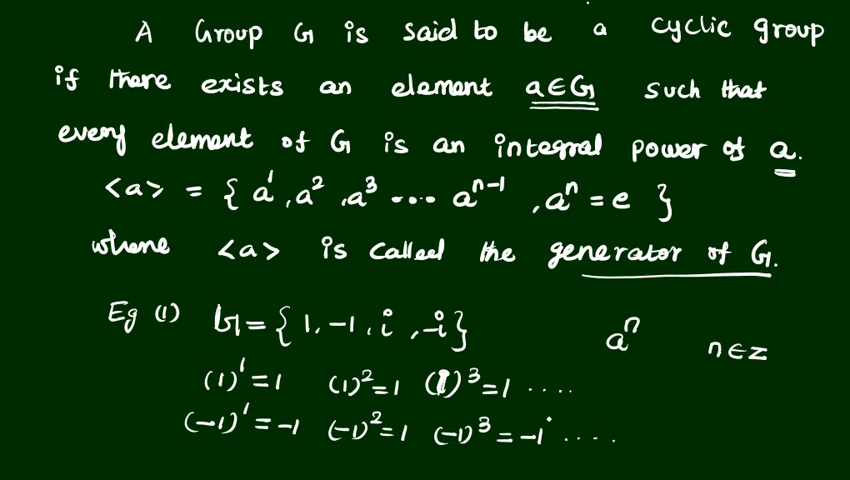 A Group G is said to be a cyclic group
if there exists an element a∈G such that
every element of G is an integral power of a.
<a> = { a¹, a², a³ .... aⁿ⁻¹, aⁿ = e }
where <a> is called the generator of G.
Eg (1) G = { 1, -1, i, -i } aⁿ n∈z
(1)¹ = 1 (1)² = 1 (1)³ = 1 ....
(-1)¹ = -1 (-1)² = 1 (-1)³ = -1 ....